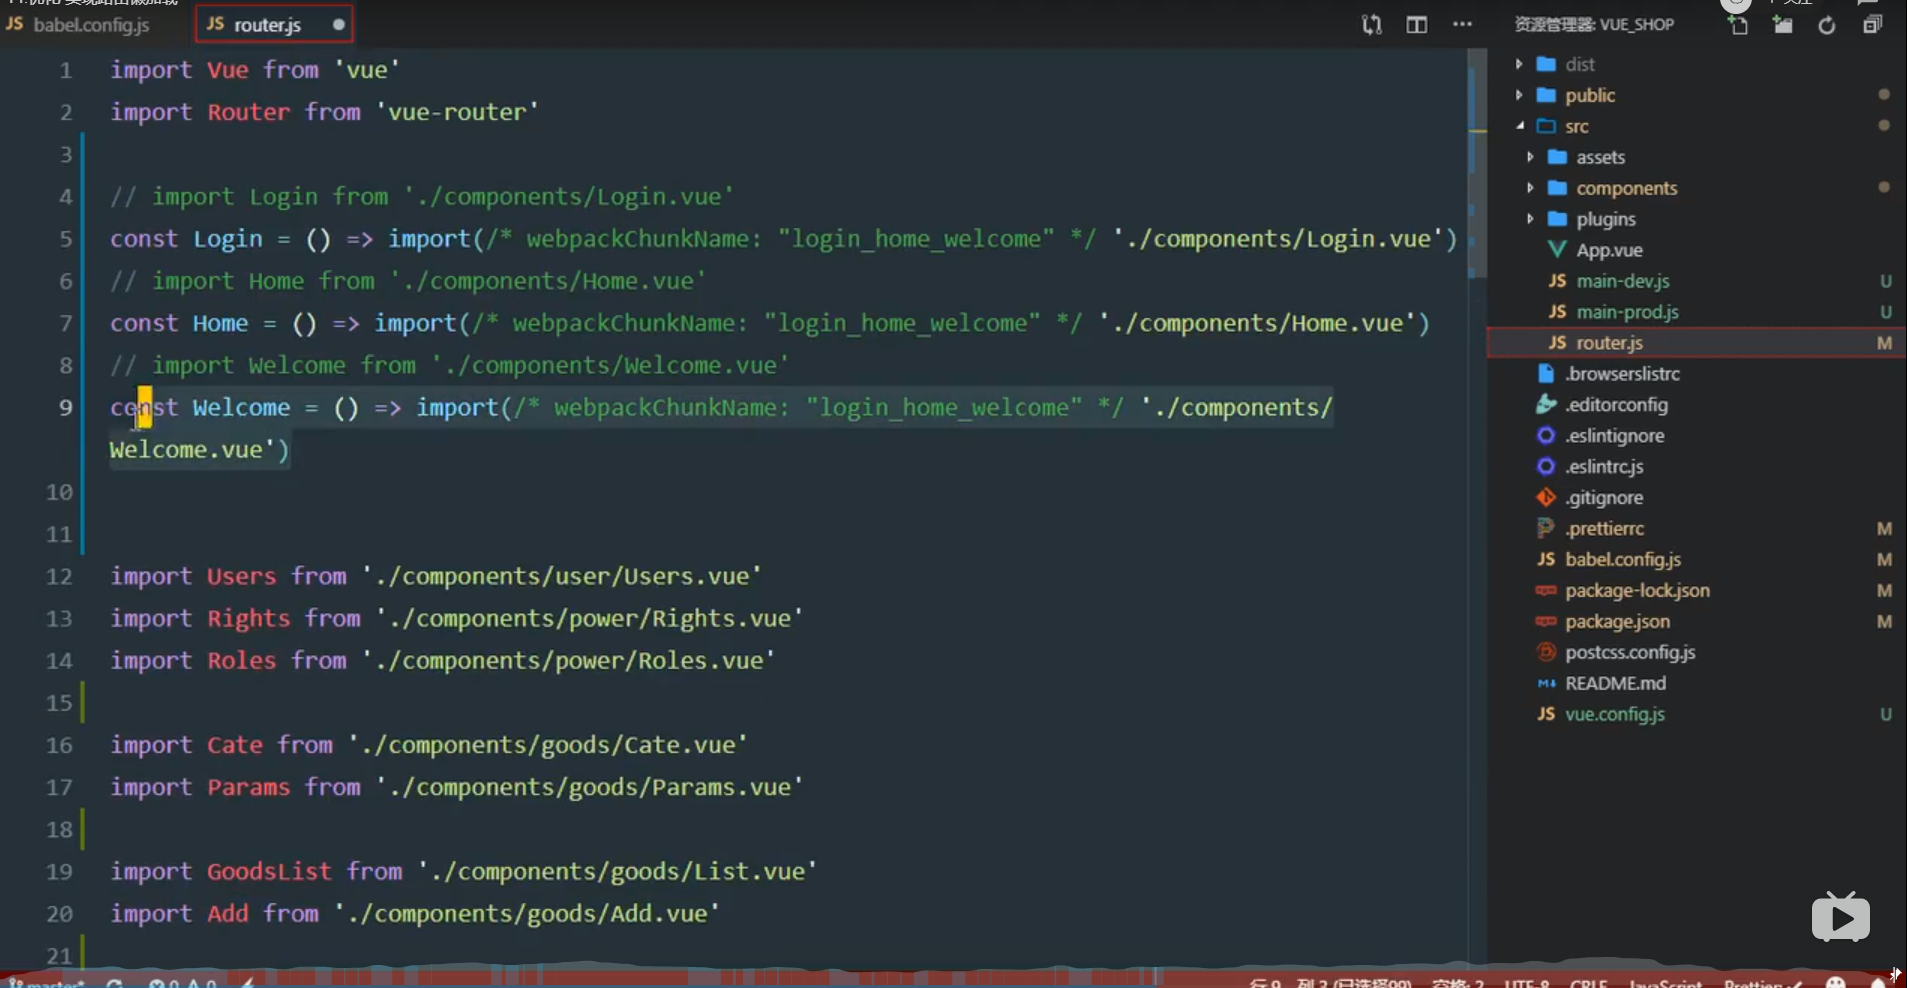 babel.config.js
router.js
资源管理器: VUE_SHOP
1 import Vue from 'vue'
2 import Router from 'vue-router'
3
4 // import Login from './components/Login.vue'
5 const Login = () => import(/* webpackChunkName: "login_home_welcome" */ './components/Login.vue')
6 // import Home from './components/Home.vue'
7 const Home = () => import(/* webpackChunkName: "login_home_welcome" */ './components/Home.vue')
8 // import Welcome from './components/Welcome.vue'
9 const Welcome = () => import(/* webpackChunkName: "login_home_welcome" */ './components/
Welcome.vue')
10
11
12 import Users from './components/user/Users.vue'
13 import Rights from './components/power/Rights.vue'
14 import Roles from './components/power/Roles.vue'
15
16 import Cate from './components/goods/Cate.vue'
17 import Params from './components/goods/Params.vue'
18
19 import GoodsList from './components/goods/List.vue'
20 import Add from './components/goods/Add.vue'
21
dist
public
src
assets
components
plugins
App.vue
JS main-dev.js U
JS main-prod.js U
JS router.js M
.browserslistrc
.editorconfig
.eslintignore
.eslintrc.js
.gitignore
.prettierrc M
JS babel.config.js M
package-lock.json M
package.json M
postcss.config.js
README.md
JS vue.config.js U
master*
行 9, 列 3 (已选择99) 空格: 2 UTF-8 CRLF JavaScript Prettier